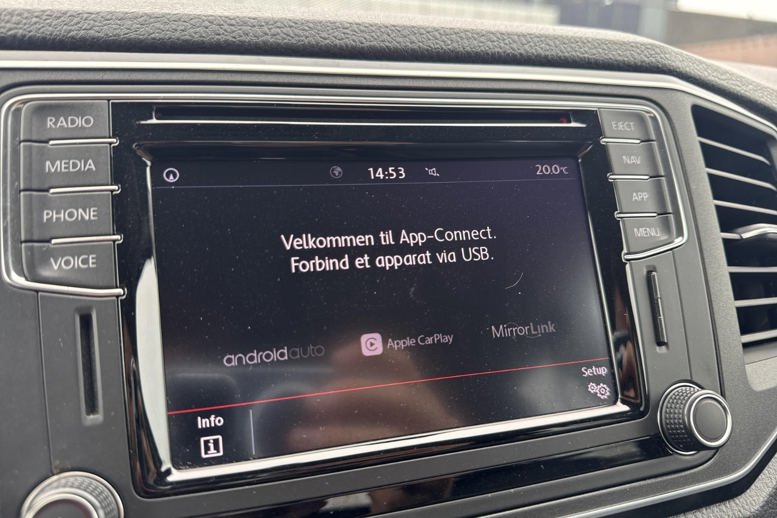 RADIO
MEDIA
PHONE
VOICE
EJECT
NAV
APP
MENU
14:53
20.0°C
Velkommen til App-Connect.
Forbind et apparat via USB.
androidauto
Apple CarPlay
MirrorLink
Info
i
Setup